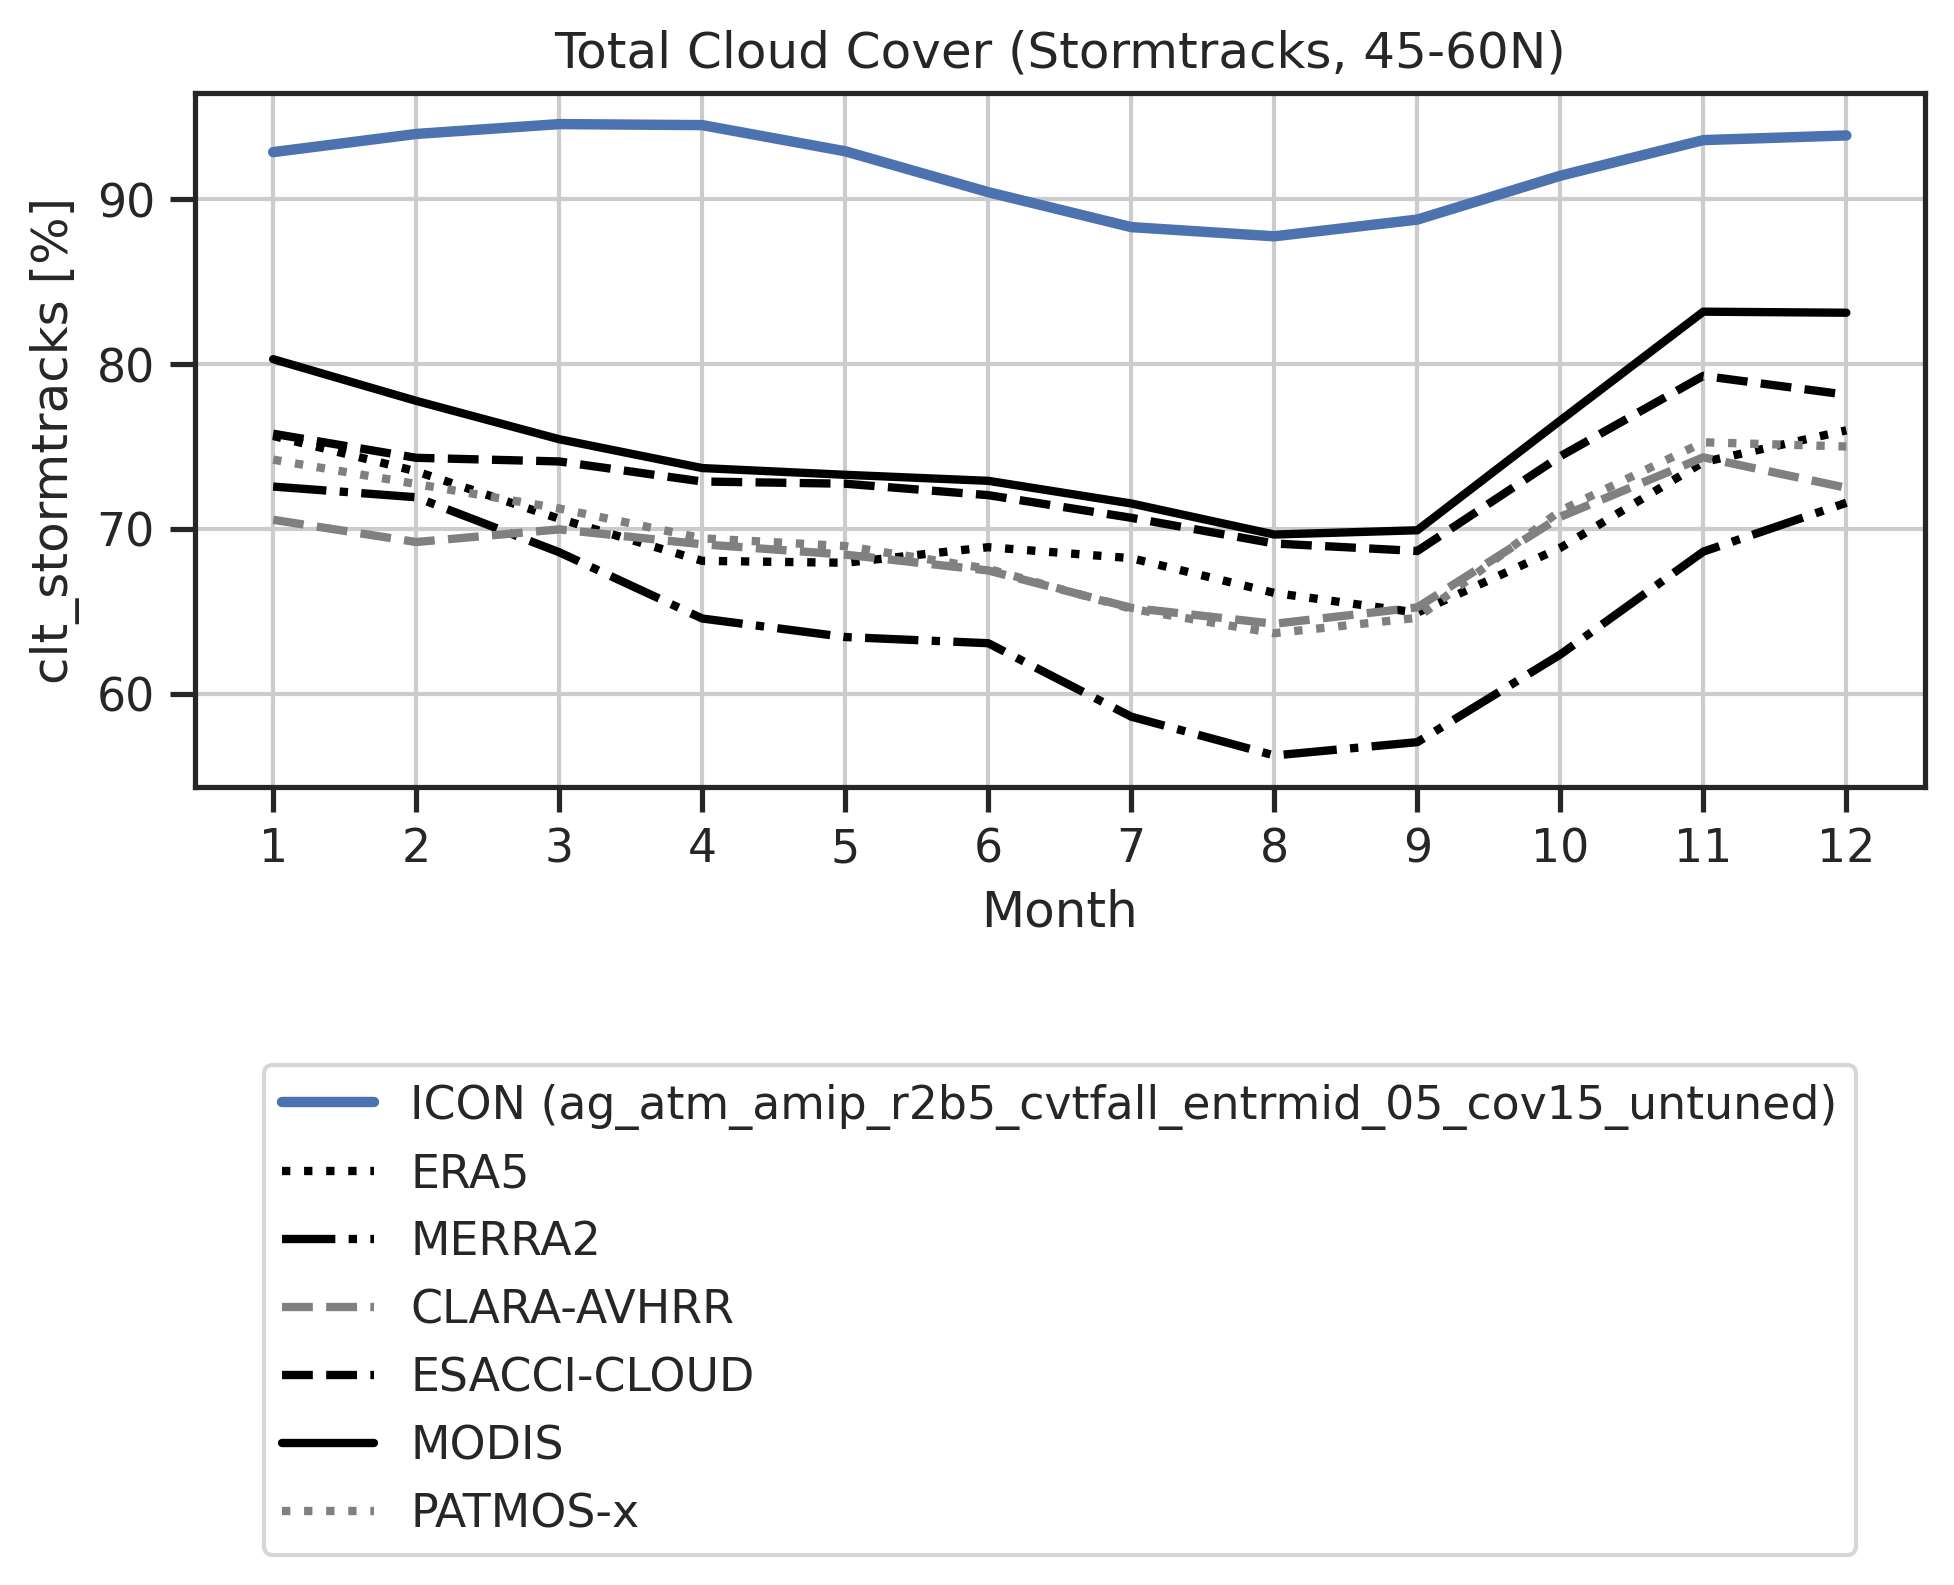 Total Cloud Cover (Stormtracks, 45-60N)
clt_stormtracks [%]
90
80
70
60
1 2 3 4 5 6 7 8 9 10 11 12
Month
ICON (ag_atm_amip_r2b5_cvtfall_entrmid_05_cov15_untuned)
ERA5
MERRA2
CLARA-AVHRR
ESACCI-CLOUD
MODIS
PATMOS-x